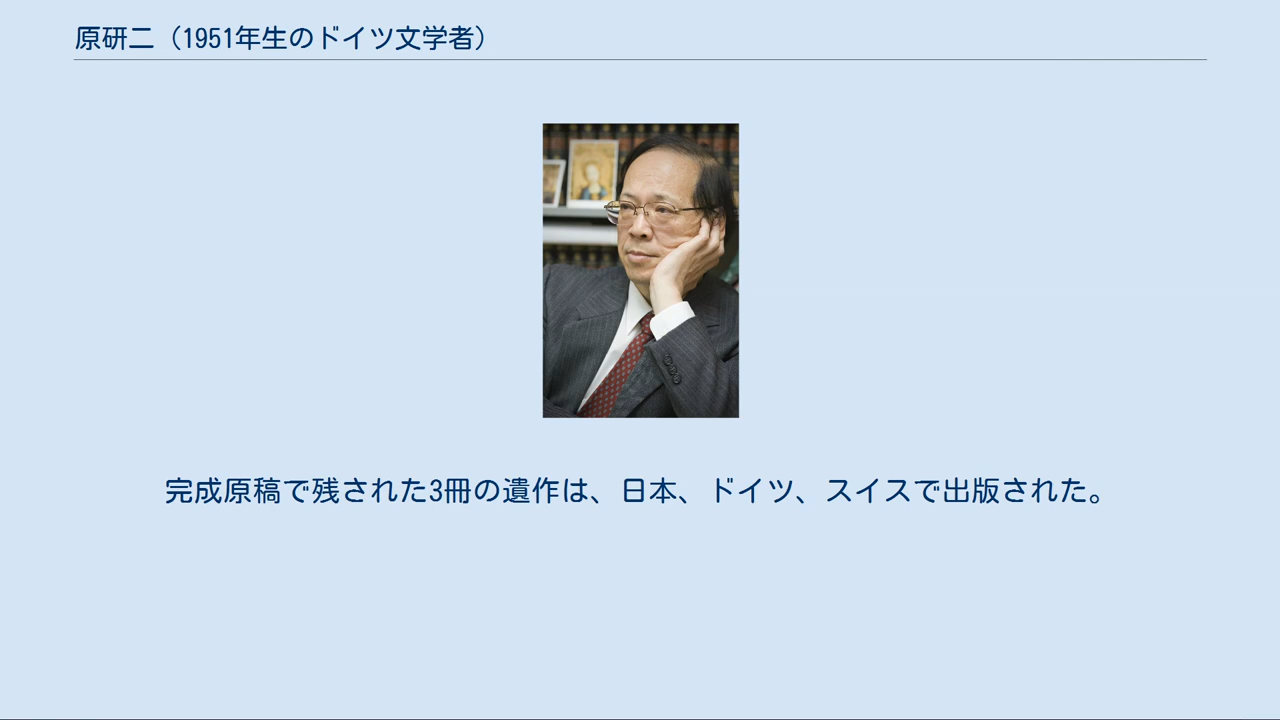 原研二（1951年生のドイツ文学者）
完成原稿で残された3冊の遺作は、日本、ドイツ、スイスで出版された。